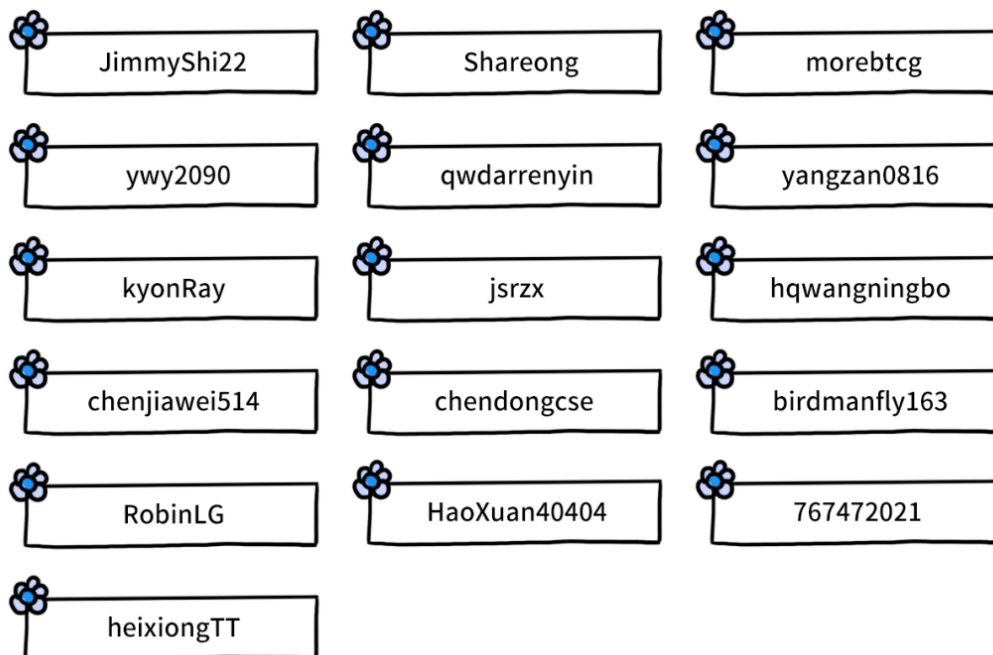 JimmyShi22
Shareong
morebtcg
ywy2090
qwdarrenyin
yangzan0816
kyonRay
jsrzx
hqwangningbo
chenjiawei514
chendongcse
birdmanfly163
RobinLG
HaoXuan40404
767472021
heixiongTT